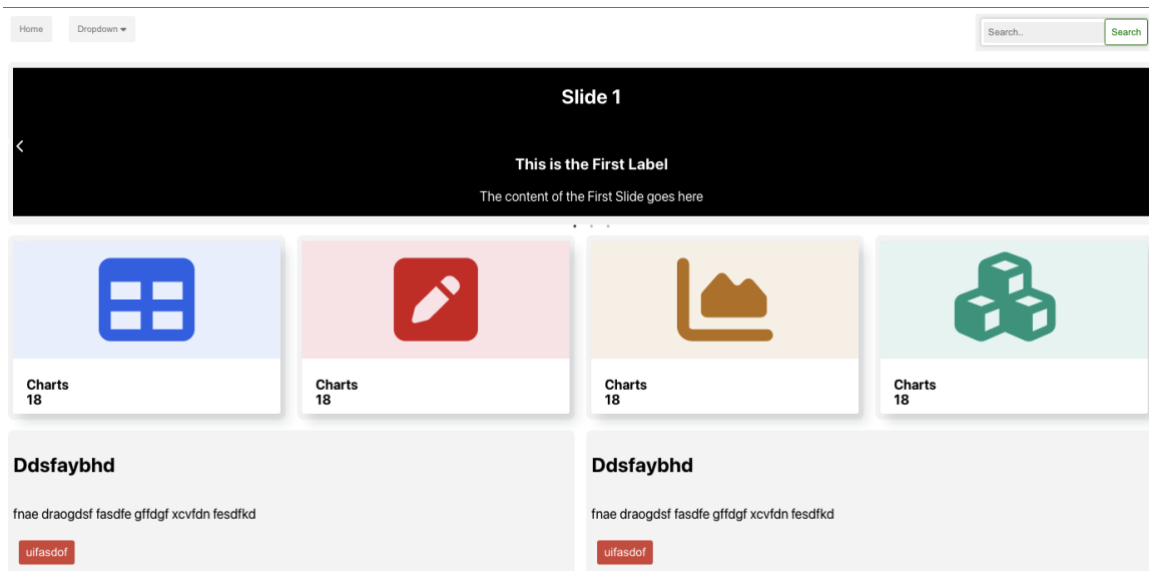 Home Dropdown Search.. Search
Slide 1
This is the First Label
The content of the First Slide goes here
Charts
18
Charts
18
Charts
18
Charts
18
Ddsfaybhd
fnae draogdsf fasdfe gffdgf xcvfdn fesdfkd
uifasdof
Ddsfaybhd
fnae draogdsf fasdfe gffdgf xcvfdn fesdfkd
uifasdof